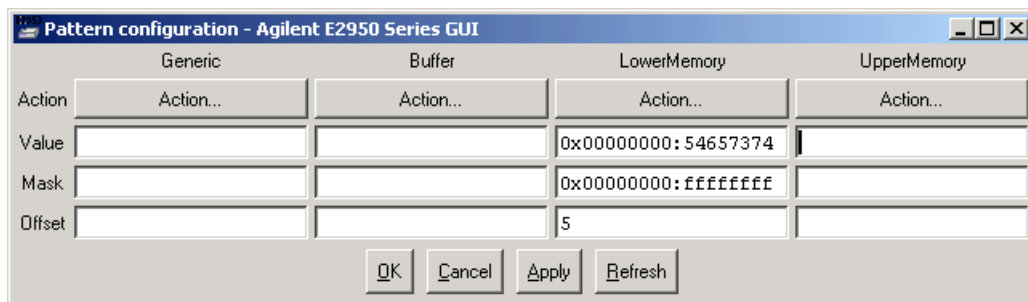 Pattern configuration - Agilent E2950 Series GUI
Generic Buffer LowerMemory UpperMemory
Action Action... Action... Action... Action...
Value 0x00000000:54657374
Mask 0x00000000:ffffffff
Offset 5
OK Cancel Apply Refresh